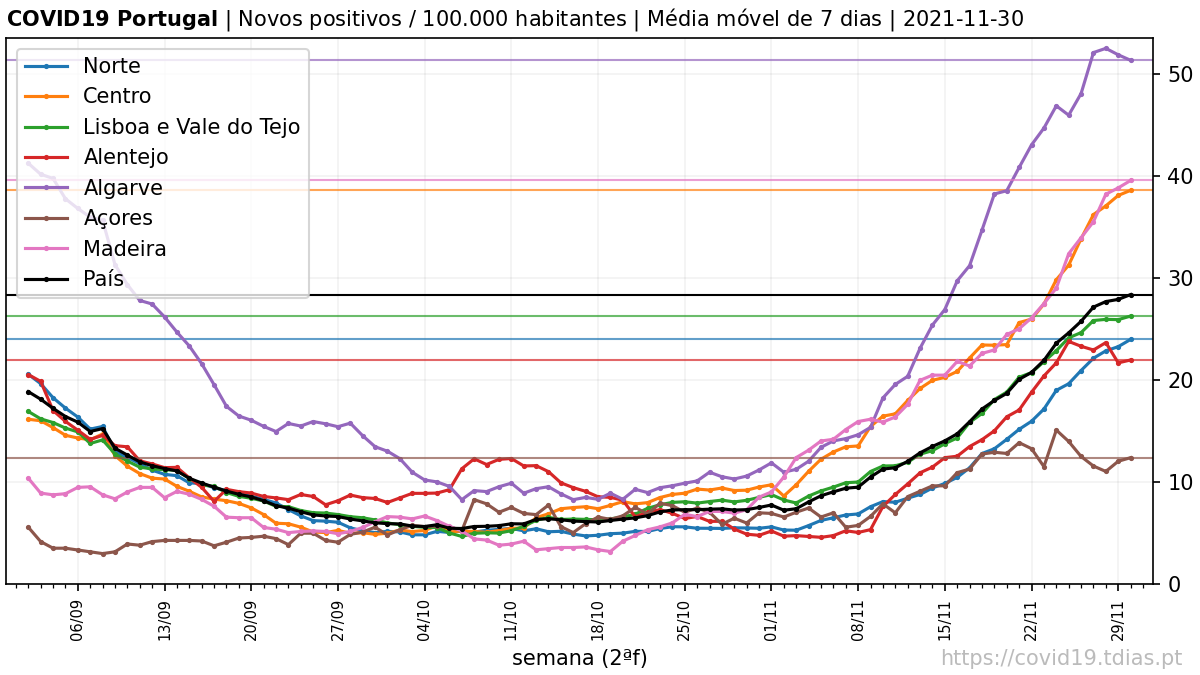 COVID19 Portugal | Novos positivos / 100.000 habitantes | Média móvel de 7 dias | 2021-11-30
Norte
Centro
Lisboa e Vale do Tejo
Alentejo
Algarve
Açores
Madeira
País
50
40
30
20
10
0
06/09 13/09 20/09 27/09 04/10 11/10 18/10 25/10 01/11 08/11 15/11 22/11 29/11
semana (2ªf)
https://covid19.tdias.pt